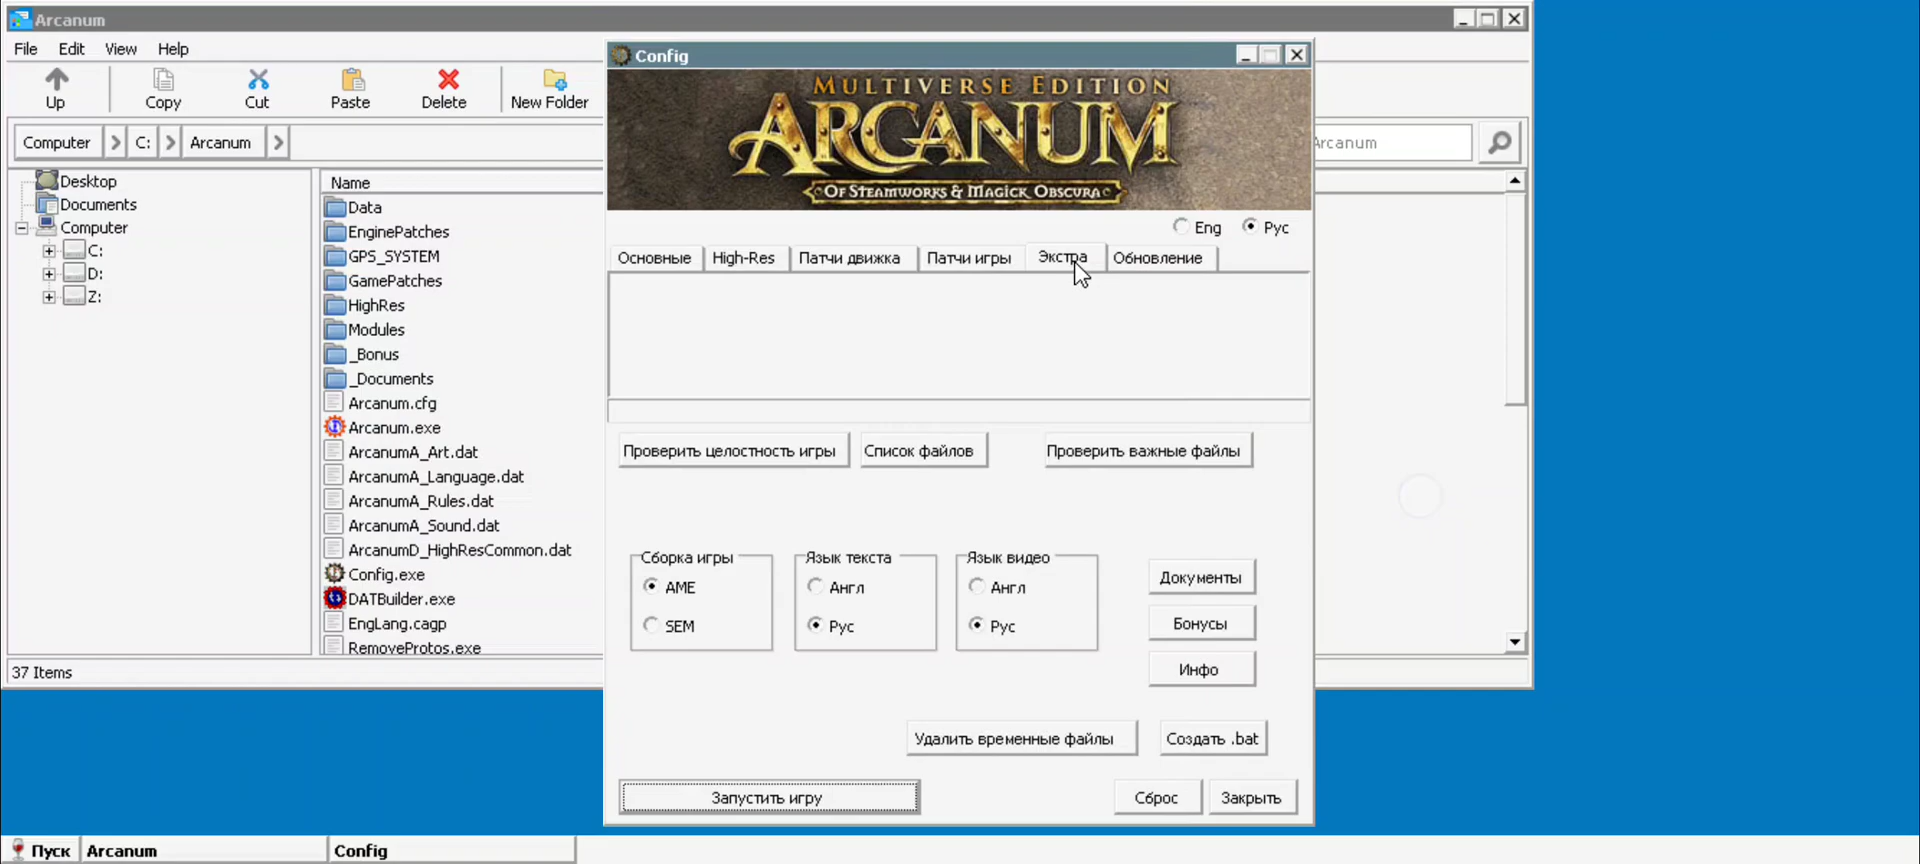 Arcanum
File Edit View Help
Up Copy Cut Paste Delete New Folder
Computer C: Arcanum
Arcanum
Desktop
Documents
Computer
C:
D:
Z:
Name
Data
EnginePatches
GPS_SYSTEM
GamePatches
HighRes
Modules
_Bonus
_Documents
Arcanum.cfg
Arcanum.exe
ArcanumA_Art.dat
ArcanumA_Language.dat
ArcanumA_Rules.dat
ArcanumA_Sound.dat
ArcanumD_HighResCommon.dat
Config.exe
DATBuilder.exe
EngLang.cagp
RemoveProtos.exe
37 Items
Config
MULTIVERSE EDITION
ARCANUM
OF STEAMWORKS & MAGICK OBSCURA
Eng Рус
Основные High-Res Патчи движка Патчи игры Экстра Обновление
Проверить целостность игры Список файлов Проверить важные файлы
Сборка игры Язык текста Язык видео
AME Англ Англ Документы
SEM Рус Рус Бонусы
Инфо
Удалить временные файлы Создать .bat
Запустить игру Сброс Закрыть
Пуск Arcanum Config